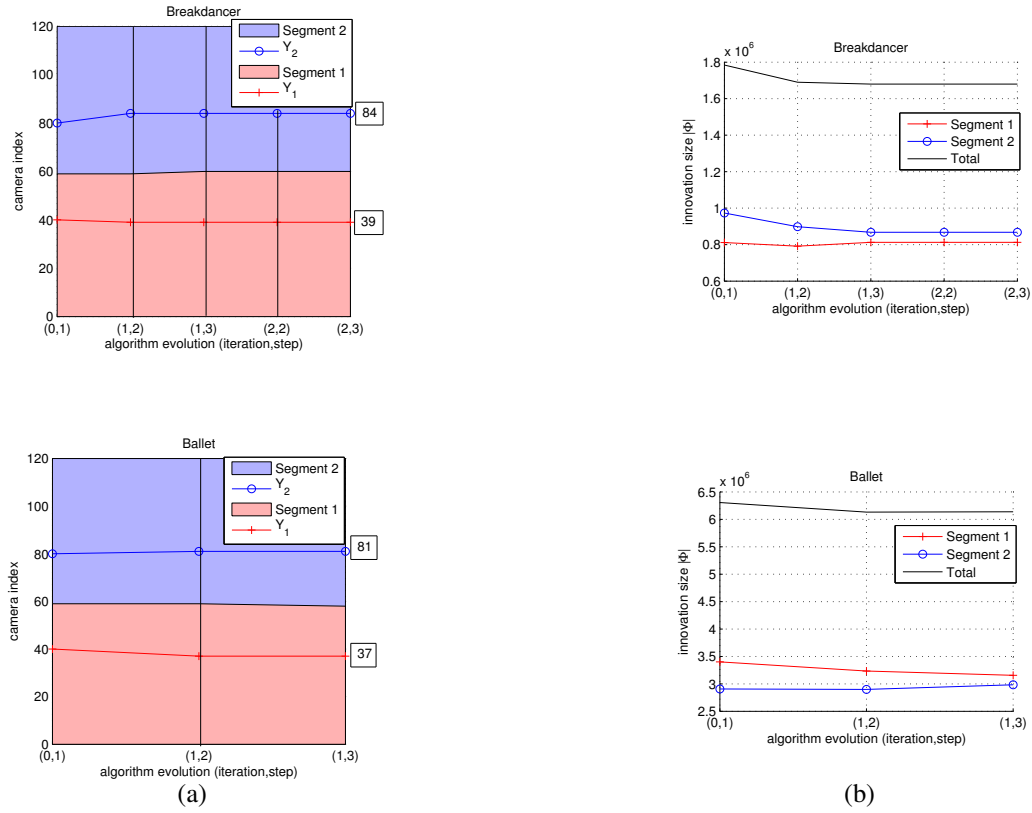 Breakdancer
120
100
80
60
40
20
0
camera index
Segment 2
Y2
Segment 1
Y1
84
39
(0,1) (1,2) (1,3) (2,2) (2,3)
algorithm evolution (iteration,step)
Breakdancer
x 10^6
1.8
1.6
1.4
1.2
1
0.8
0.6
innovation size |Φ|
Segment 1
Segment 2
Total
(0,1) (1,2) (1,3) (2,2) (2,3)
algorithm evolution (iteration,step)
Ballet
120
100
80
60
40
20
0
camera index
Segment 2
Y2
Segment 1
Y1
81
37
(0,1) (1,2) (1,3)
algorithm evolution (iteration,step)
(a)
Ballet
x 10^6
6.5
6
5.5
5
4.5
4
3.5
3
2.5
innovation size |Φ|
Segment 1
Segment 2
Total
(0,1) (1,2) (1,3)
algorithm evolution (iteration,step)
(b)